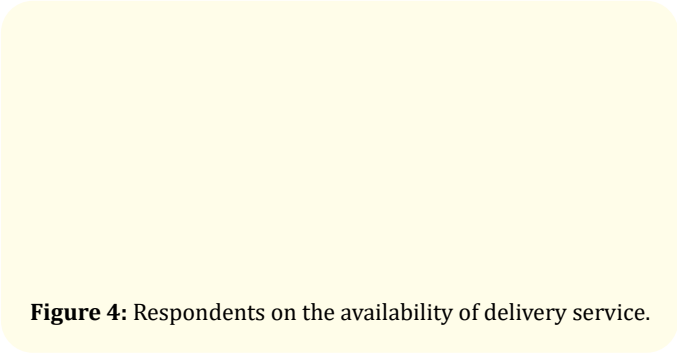 Figure 4: Respondents on the availability of delivery service.